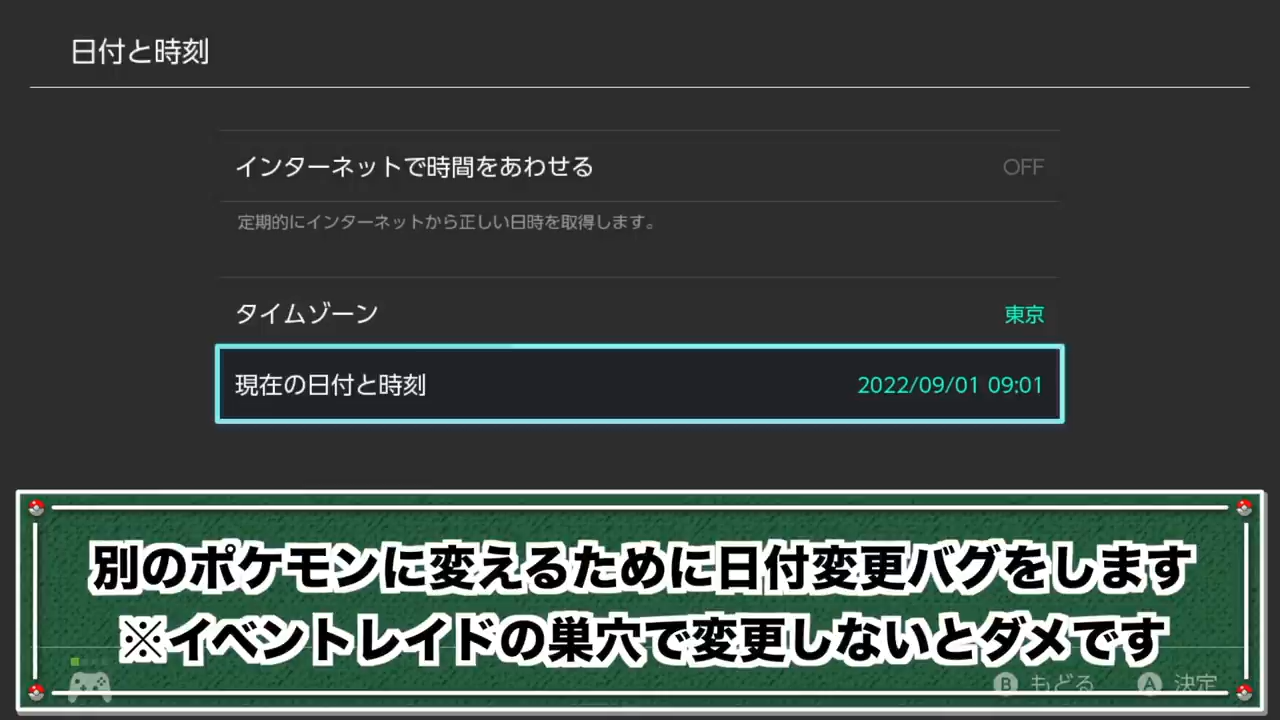 日付と時刻
インターネットで時間をあわせる OFF
定期的にインターネットから正しい日時を取得します。
タイムゾーン 東京
現在の日付と時刻 2022/09/01 09:01
別のポケモンに変えるために日付変更バグをします
※イベントレイドの巣穴で変更しないとダメです
B もどる A 決定